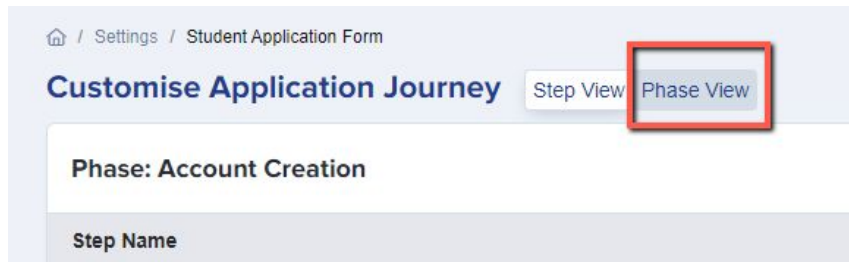 / Settings / Student Application Form
Customise Application Journey Step View Phase View
Phase: Account Creation
Step Name